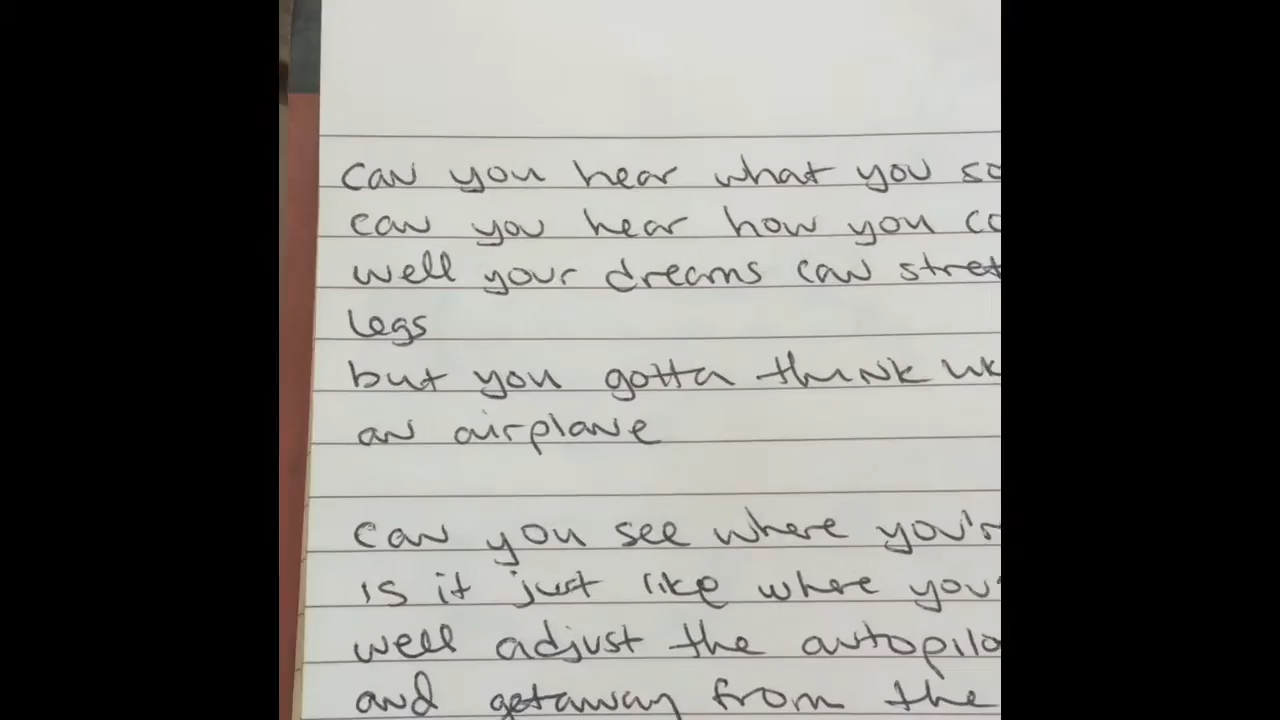 can you hear what you
can you hear how you
well your dreams can
legs
but you gotta think
an airplane
can you see where
is it just like where
well adjust the
and getaway from the